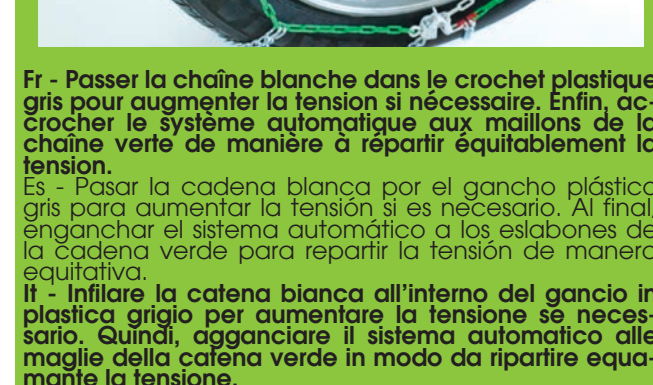 Fr - Passer la chaîne blanche dans le crochet plastique
gris pour augmenter la tension si nécessaire. Enfin, ac-
crocher le système automatique aux maillons de la
chaîne verte de manière à répartir équitablement la
tension.
Es - Pasar la cadena blanca por el gancho plástico
gris para aumentar la tensión si es necesario. Al final,
enganchar el sistema automático a los eslabones de
la cadena verde para repartir la tensión de manera
equitativa.
It - Infilare la catena bianca all'interno del gancio in
plastica grigio per aumentare la tensione se neces-
sario. Quindi, agganciare il sistema automatico alle
maglie della catena verde in modo da ripartire equa-
mante la tensione.